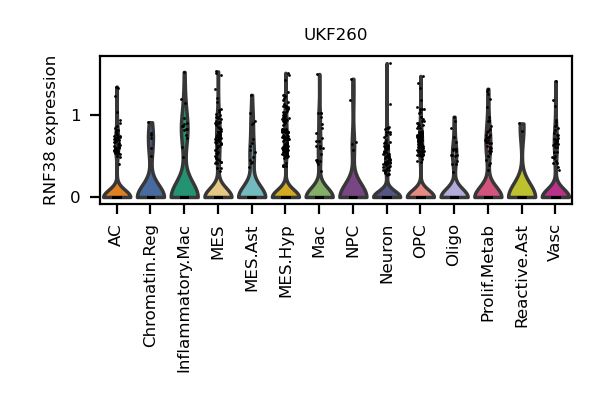 UKF260
RNF38 expression
1
0
AC
Chromatin.Reg
Inflammatory.Mac
MES
MES.Ast
MES.Hyp
Mac
NPC
Neuron
OPC
Oligo
Prolif.Metab
Reactive.Ast
Vasc